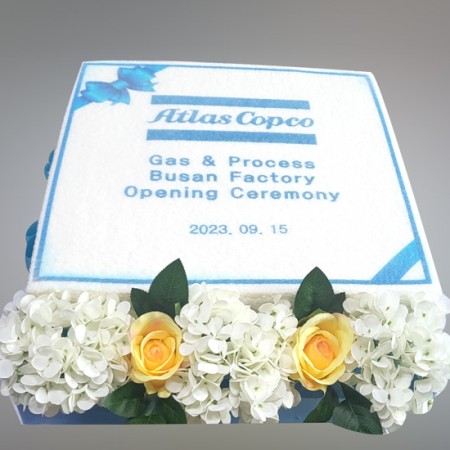 Atlas Copco
Gas & Process
Busan Factory
Opening Ceremony
2023. 09. 15